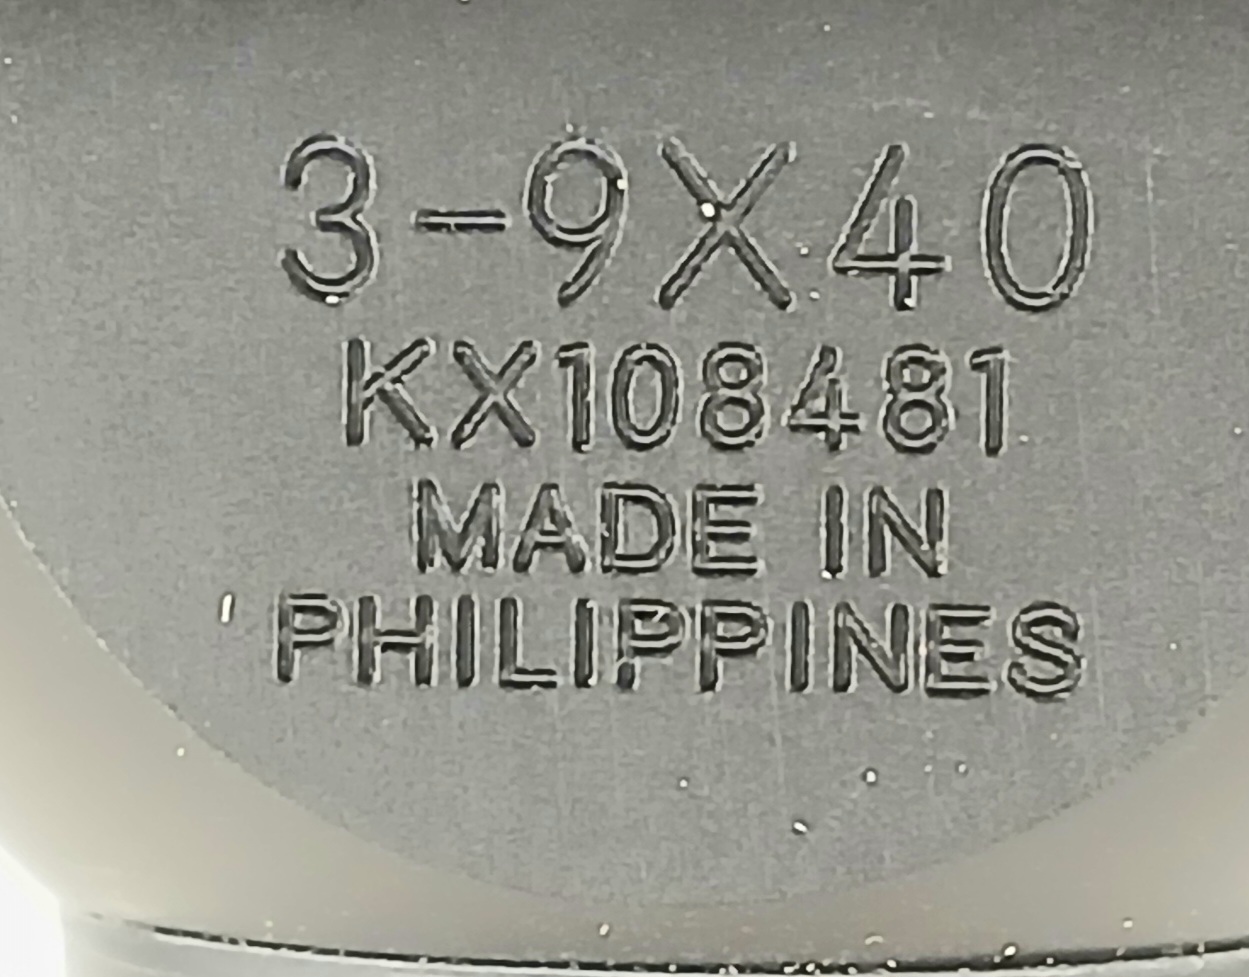 3-9X40
KX108481
MADE IN
PHILIPPINES